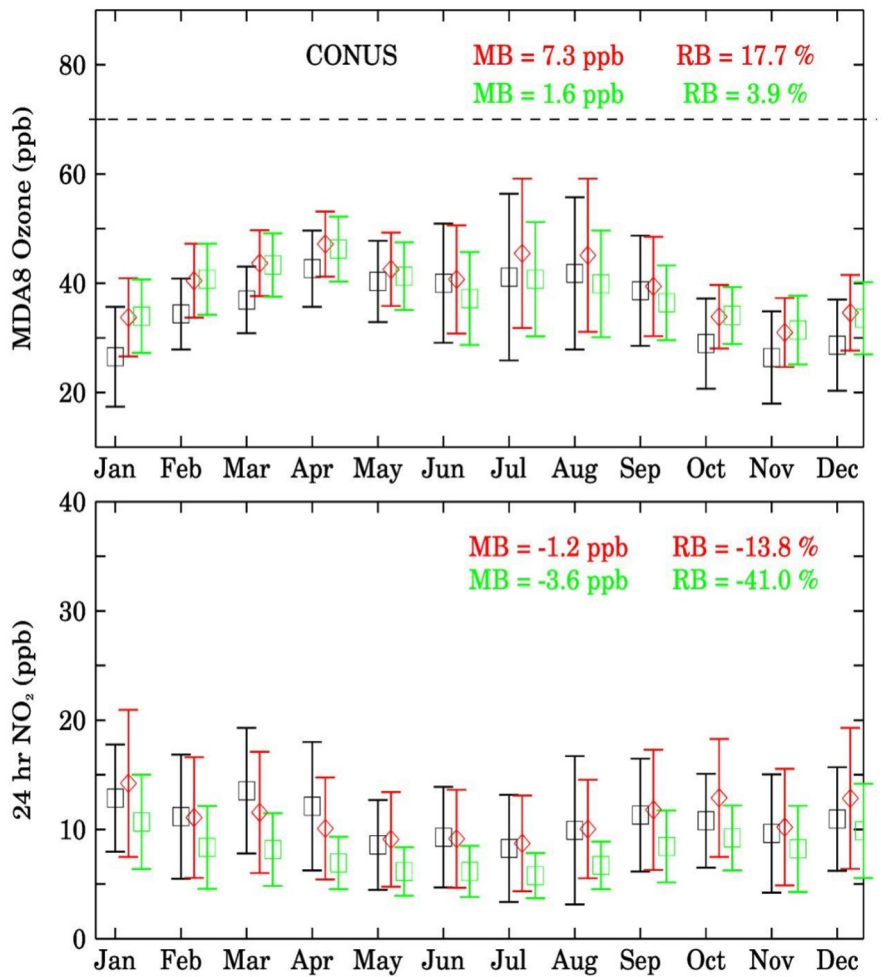 CONUS MB = 7.3 ppb RB = 17.7 %
MB = 1.6 ppb RB = 3.9 %
MDA8 Ozone (ppb)
80
60
40
20
Jan Feb Mar Apr May Jun Jul Aug Sep Oct Nov Dec
MB = -1.2 ppb RB = -13.8 %
MB = -3.6 ppb RB = -41.0 %
24 hr NO₂ (ppb)
40
30
20
10
0
Jan Feb Mar Apr May Jun Jul Aug Sep Oct Nov Dec